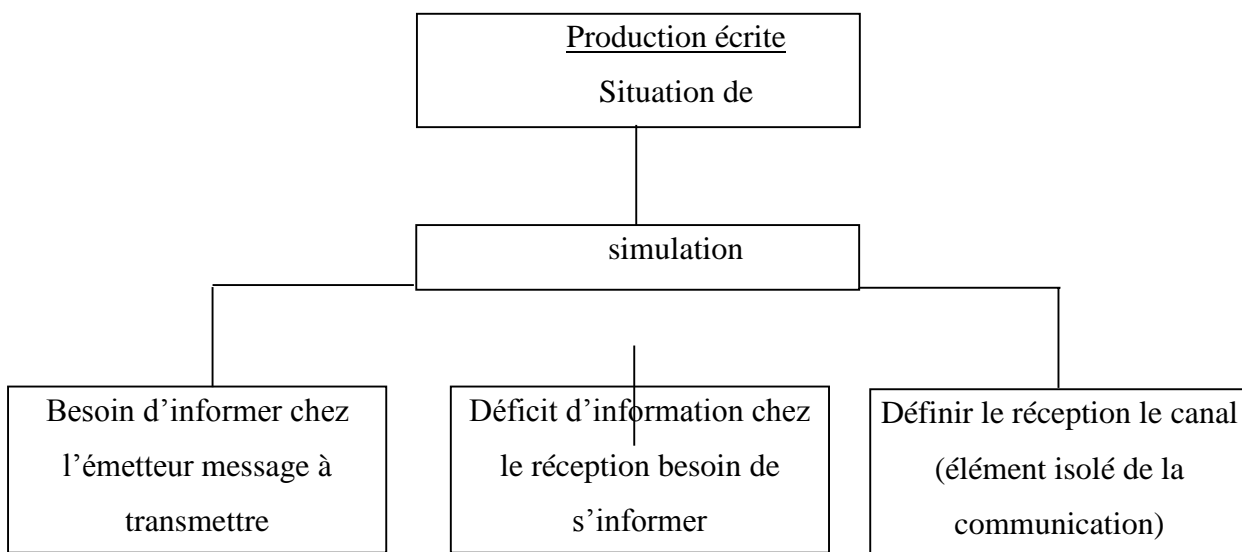 Production écrite
Situation de
simulation
Besoin d’informer chez
l’émetteur message à
transmettre
Déficit d’information chez
le réception besoin de
s’informer
Définir le réception le canal
(élément isolé de la
communication)